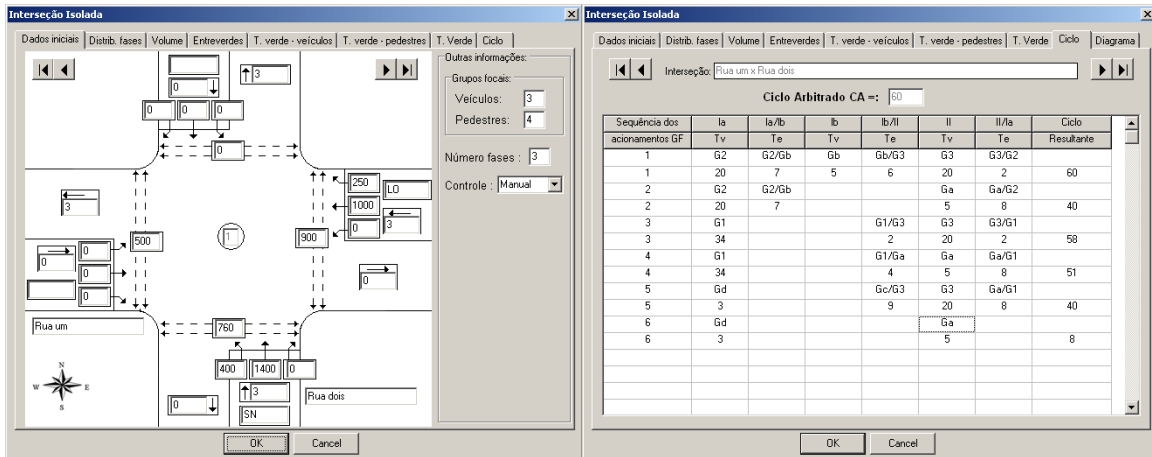 Interseção Isolada
Dados iniciais Distrib. fases Volume Entreverdes T. verde - veículos T. verde - pedestres T. Verde Ciclo
Outras informações:
Grupos focais:
Veículos: 3
Pedestres: 4
Número fases : 3
Controle : Manual
3
0
0 0 0
0
3
250 LO
1000
0 3
500
1
900
0
0
0
0
0
Rua um
760
400 1400 0
3
SN
0
Rua dois
N
W E
S
OK Cancel
Interseção Isolada
Dados iniciais Distrib. fases Volume Entreverdes T. verde - veículos T. verde - pedestres T. Verde Ciclo Diagrama
Interseção: Rua um x Rua dois
Ciclo Arbitrado CA =: 60
Sequência dos Ia Ia/Ib Ib Ib/II II II/Ia Ciclo
acionamentos GF Tv Te Tv Te Tv Te Resultante
1 G2 G2/Gb Gb Gb/G3 G3 G3/G2
1 20 7 5 6 20 2 60
2 G2 G2/Gb Ga Ga/G2
2 20 7 5 8 40
3 G1 G1/G3 G3 G3/G1
3 34 2 20 2 58
4 G1 G1/Ga Ga Ga/G1
4 34 4 5 8 51
5 Gd Gc/G3 G3 Ga/G1
5 3 9 20 8 40
6 Gd Ga
6 3 5 8
OK Cancel